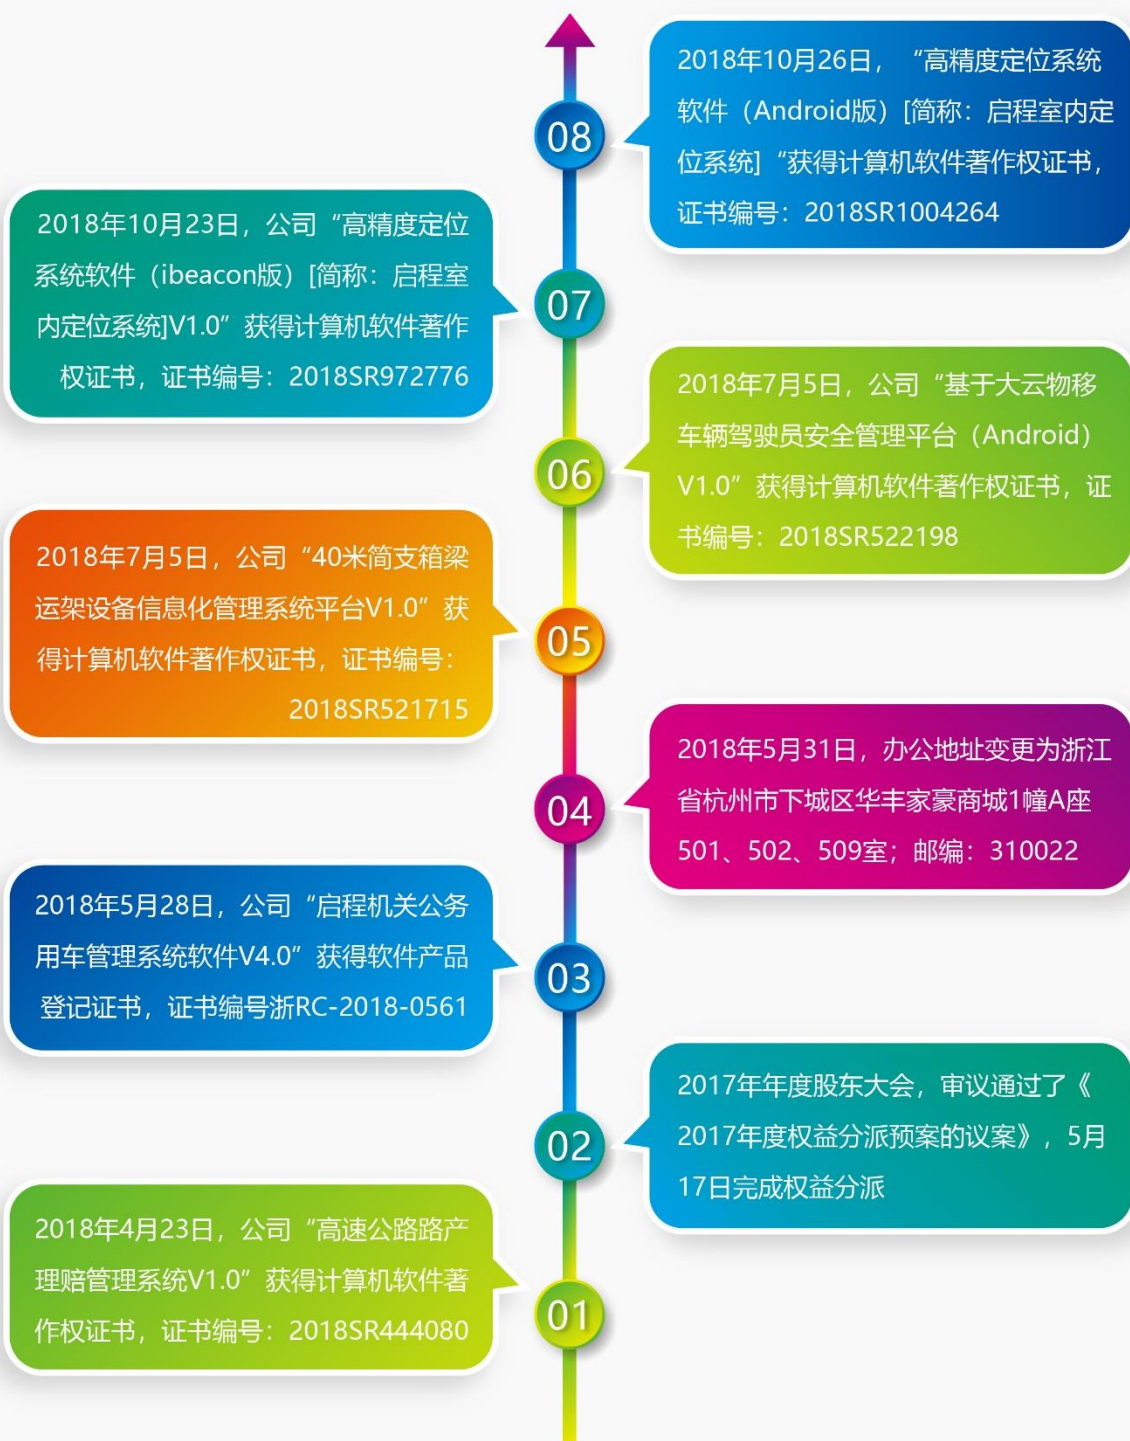 08
2018年10月26日，“高精度定位系统
软件（Android版）[简称：启程室内定
位系统]“获得计算机软件著作权证书，
证书编号：2018SR1004264
2018年10月23日，公司“高精度定位
系统软件（ibeacon版）[简称：启程室
内定位系统]V1.0”获得计算机软件著作
权证书，证书编号：2018SR972776
07
06
2018年7月5日，公司“基于大云物移
车辆驾驶员安全管理平台（Android）
V1.0”获得计算机软件著作权证书，证
书编号：2018SR522198
2018年7月5日，公司“40米简支箱梁
运架设备信息化管理系统平台V1.0”获
得计算机软件著作权证书，证书编号：
2018SR521715
05
04
2018年5月31日，办公地址变更为浙江
省杭州市下城区华丰家豪商城1幢A座
501、502、509室；邮编：310022
2018年5月28日，公司“启程机关公务
用车管理系统软件V4.0”获得软件产品
登记证书，证书编号浙RC-2018-0561
03
02
2017年年度股东大会，审议通过了《
2017年度权益分派预案的议案》，5月
17日完成权益分派
2018年4月23日，公司“高速公路路产
理赔管理系统V1.0”获得计算机软件著
作权证书，证书编号：2018SR444080
01